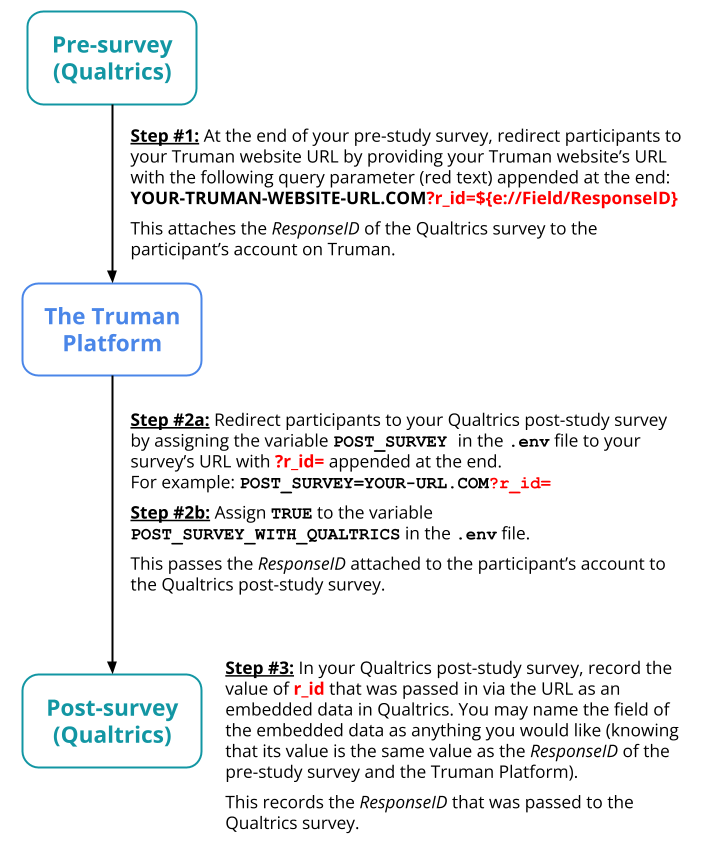 Pre-survey
(Qualtrics)
Step #1: At the end of your pre-study survey, redirect participants to
your Truman website URL by providing your Truman website’s URL
with the following query parameter (red text) appended at the end:
YOUR-TRUMAN-WEBSITE-URL.COM?r_id=${e://Field/ResponseID}
This attaches the ResponseID of the Qualtrics survey to the
participant’s account on Truman.
The Truman
Platform
Step #2a: Redirect participants to your Qualtrics post-study survey
by assigning the variable POST_SURVEY in the .env file to your
survey’s URL with ?r_id= appended at the end.
For example: POST_SURVEY=YOUR-URL.COM?r_id=
Step #2b: Assign TRUE to the variable
POST_SURVEY_WITH_QUALTRICS in the .env file.
This passes the ResponseID attached to the participant’s account to
the Qualtrics post-study survey.
Post-survey
(Qualtrics)
Step #3: In your Qualtrics post-study survey, record the
value of r_id that was passed in via the URL as an
embedded data in Qualtrics. You may name the field of
the embedded data as anything you would like (knowing
that its value is the same value as the ResponseID of the
pre-study survey and the Truman Platform).
This records the ResponseID that was passed to the
Qualtrics survey.